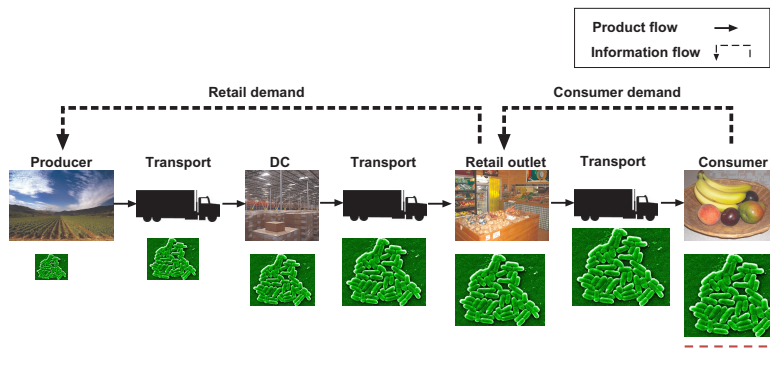 Product flow
Information flow
Retail demand
Consumer demand
Producer
Transport
DC
Transport
Retail outlet
Transport
Consumer